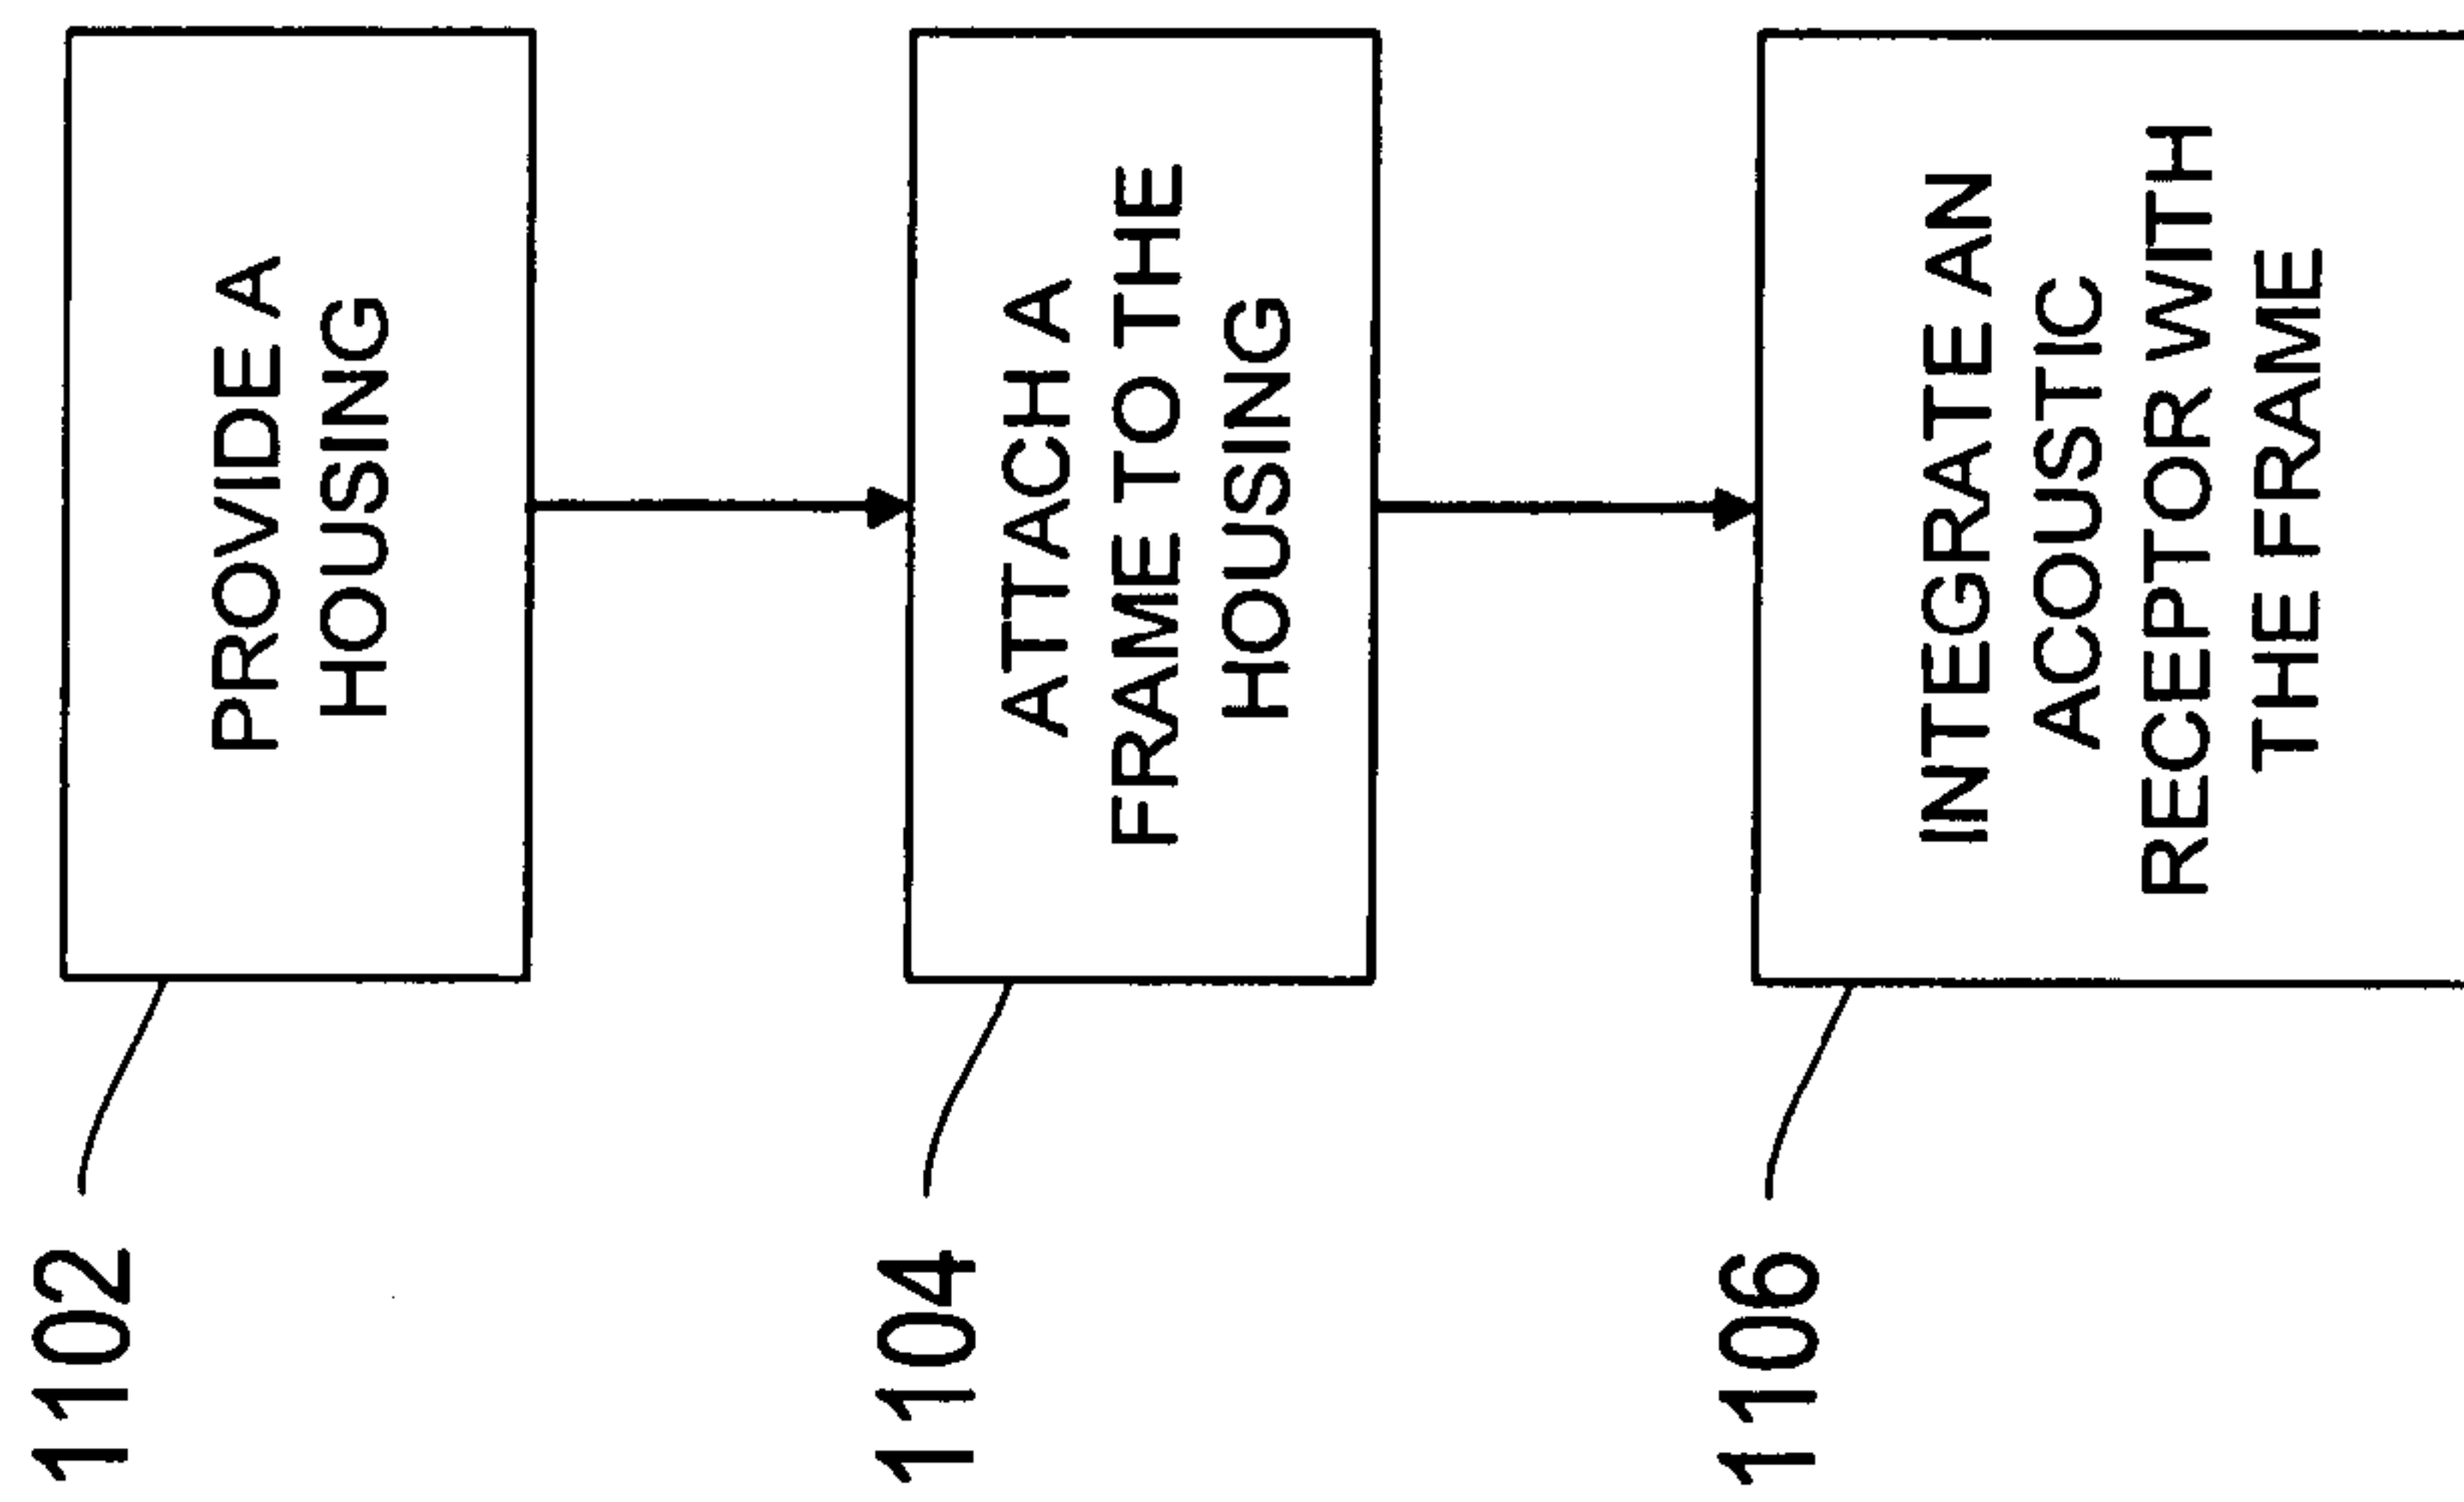 1102
PROVIDE A
HOUSING
1104
ATTACH A
FRAME TO THE
HOUSING
1106
INTEGRATE AN
ACOUSTIC
RECEPTOR WITH
THE FRAME